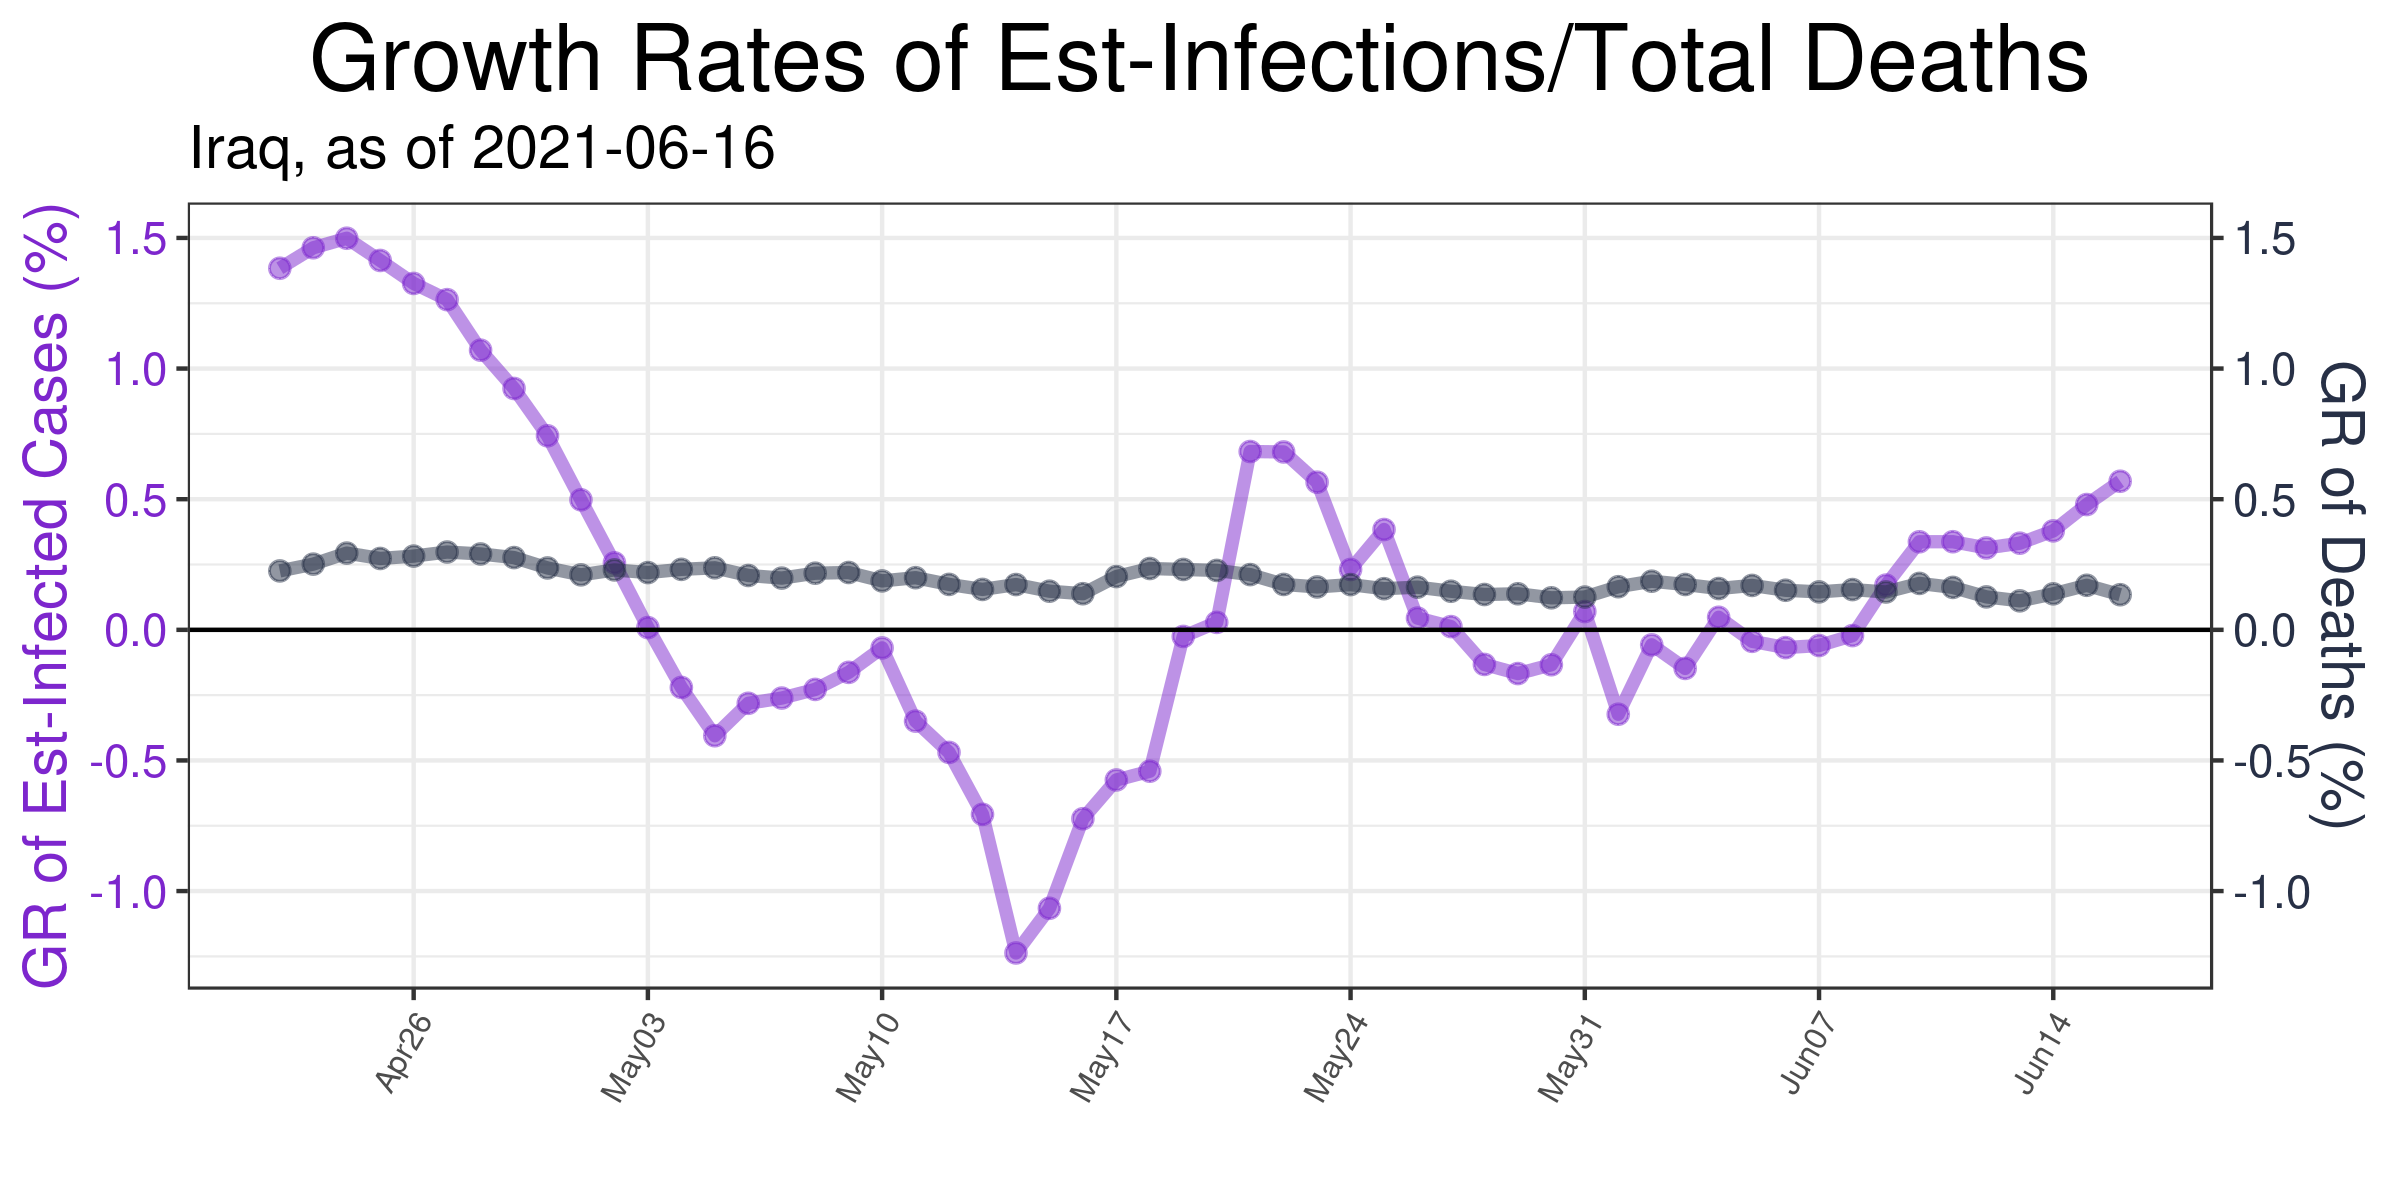 Growth Rates of Est-Infections/Total Deaths
Iraq, as of 2021-06-16
GR of Est-Infected Cases (%)
1.5
1.0
0.5
0.0
-0.5
-1.0
1.5
1.0
0.5
0.0
-0.5
-1.0
GR of Deaths (%)
Apr26
May03
May10
May17
May24
May31
Jun07
Jun14